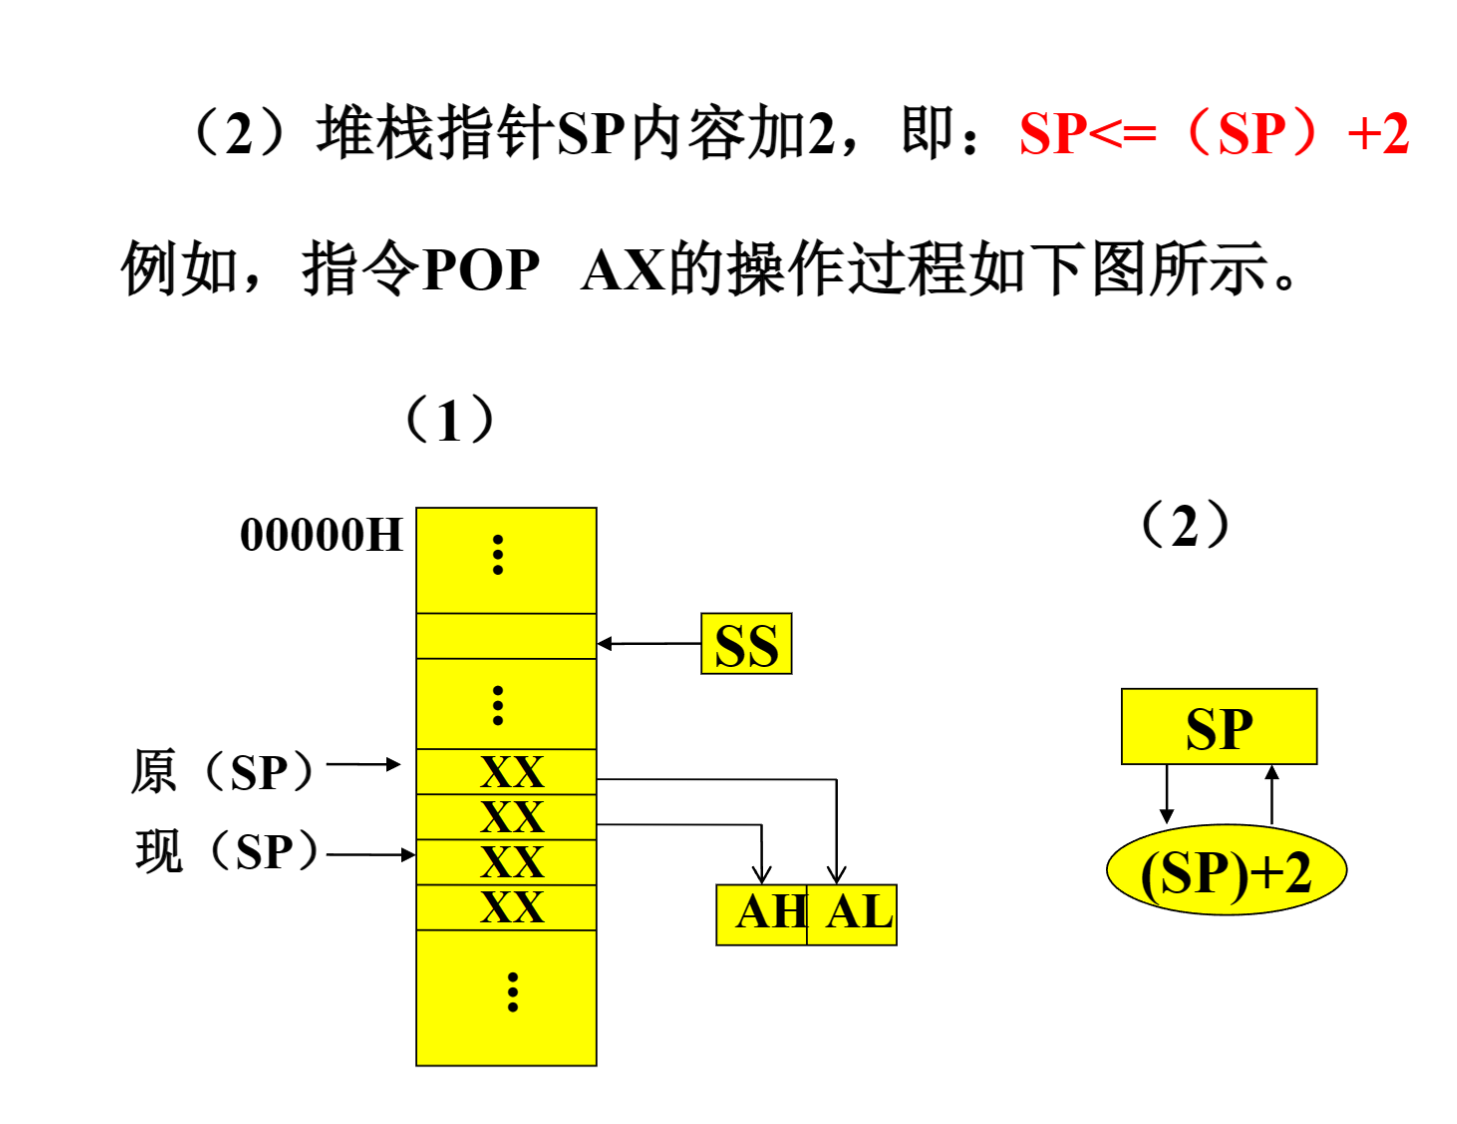 （2）堆栈指针SP内容加2，即：SP<=（SP）+2
例如，指令POP AX的操作过程如下图所示。
（1）
（2）
00000H
⋮
SS
⋮
SP
原（SP）
XX
XX
现（SP）
XX
(SP)+2
XX
AH AL
⋮